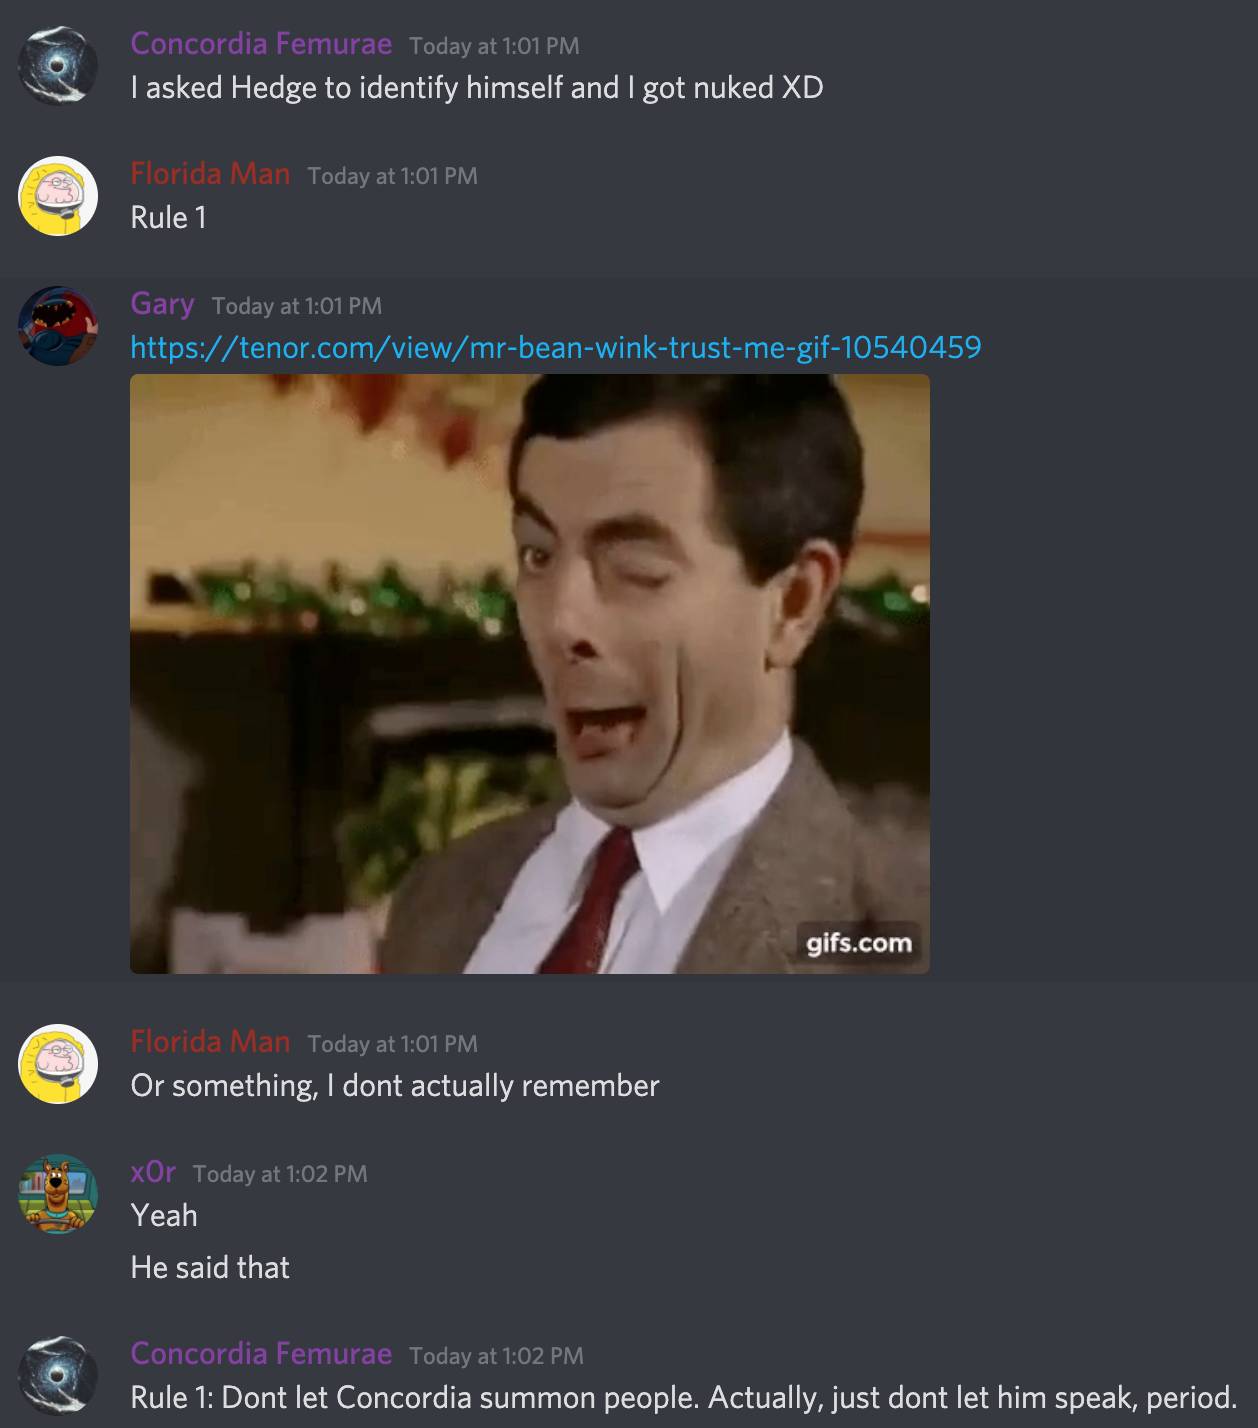 Concordia Femurae Today at 1:01 PM
I asked Hedge to identify himself and I got nuked XD
Florida Man Today at 1:01 PM
Rule 1
Gary Today at 1:01 PM
https://tenor.com/view/mr-bean-wink-trust-me-gif-10540459
gifs.com
Florida Man Today at 1:01 PM
Or something, I dont actually remember
x0r Today at 1:02 PM
Yeah
He said that
Concordia Femurae Today at 1:02 PM
Rule 1: Dont let Concordia summon people. Actually, just dont let him speak, period.